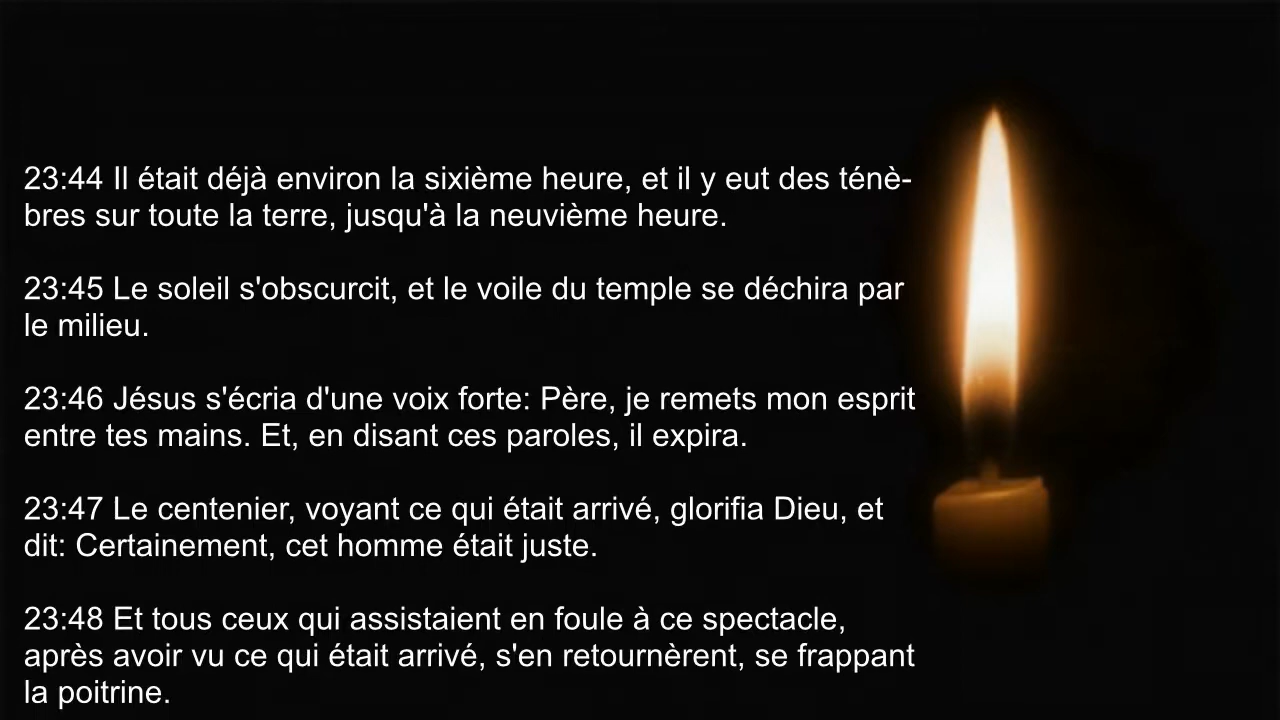 23:44 Il était déjà environ la sixième heure, et il y eut des ténè-
bres sur toute la terre, jusqu'à la neuvième heure.
23:45 Le soleil s'obscurcit, et le voile du temple se déchira par
le milieu.
23:46 Jésus s'écria d'une voix forte: Père, je remets mon esprit
entre tes mains. Et, en disant ces paroles, il expira.
23:47 Le centenier, voyant ce qui était arrivé, glorifia Dieu, et
dit: Certainement, cet homme était juste.
23:48 Et tous ceux qui assistaient en foule à ce spectacle,
après avoir vu ce qui était arrivé, s'en retournèrent, se frappant
la poitrine.